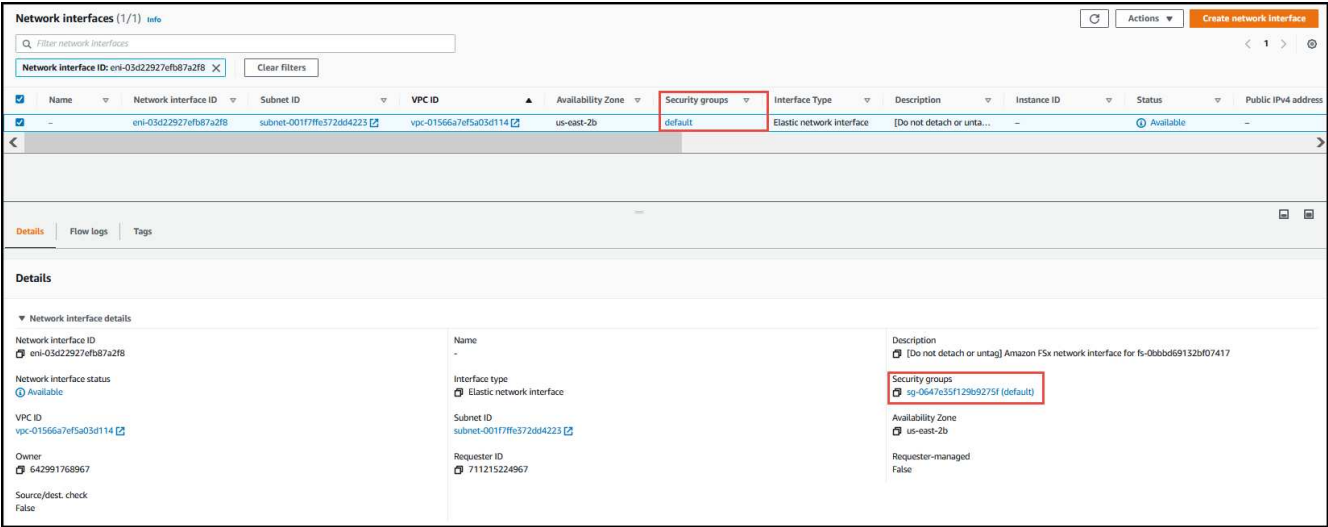 Network interfaces (1/1) Info
Actions
Create network interface
Filter network interfaces
1
Network interface ID: eni-03d22927efb87a2f8
Clear filters
Name Network interface ID Subnet ID VPC ID Availability Zone Security groups Interface Type Description Instance ID Status Public IPv4 address
– eni-03d22927efb87a2f8 subnet-001f7ffe372dd4223 vpc-01566a7ef5a03d114 us-east-2b default Elastic network interface [Do not detach or unta... – Available –
Details Flow logs Tags
Details
Network interface details
Network interface ID Name Description
eni-03d22927efb87a2f8 - [Do not detach or untag] Amazon FSx network interface for fs-0bbbd69132bf07417
Network interface status Interface type Security groups
Available Elastic network interface sg-0647e35f129b9275f (default)
VPC ID Subnet ID Availability Zone
vpc-01566a7ef5a03d114 subnet-001f7ffe372dd4223 us-east-2b
Owner Requester ID Requester-managed
642991768967 711215224967 False
Source/dest. check
False